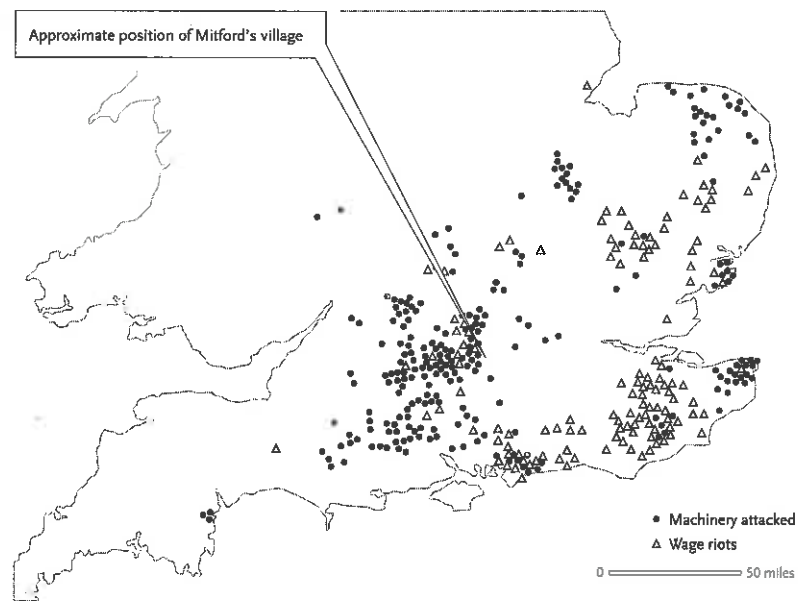 Approximate position of Mitford's village
Machinery attacked
Wage riots
0 50 miles